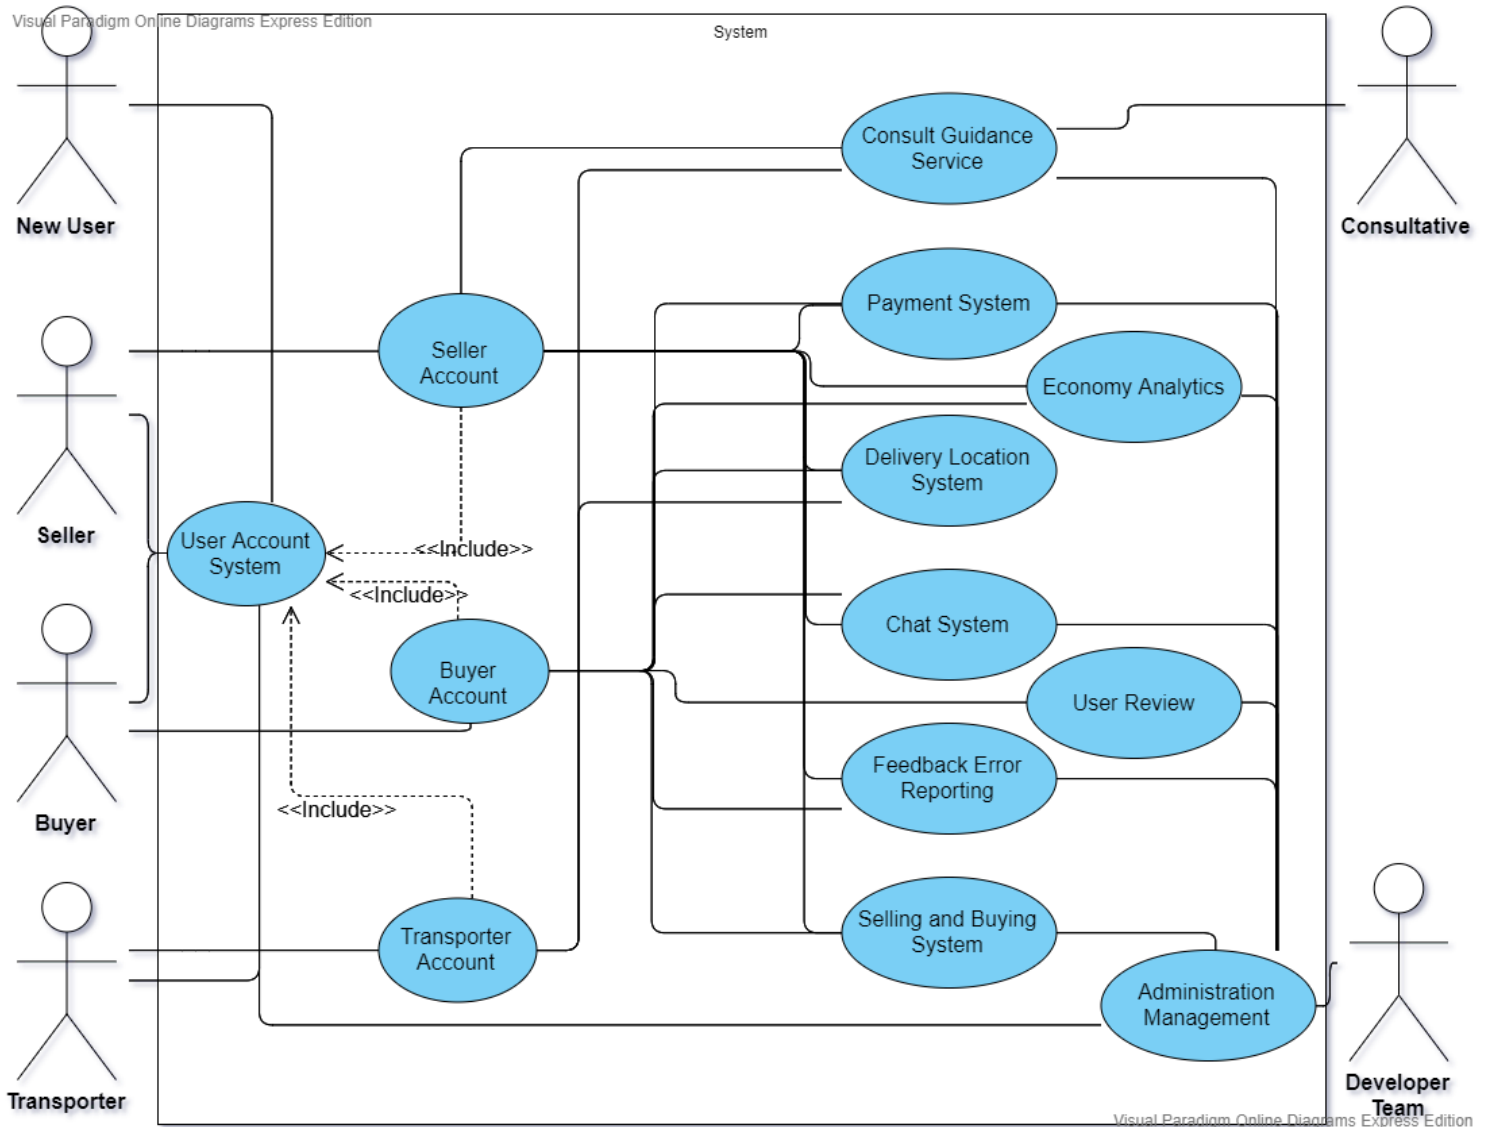 Visual Paradigm Online Diagrams Express Edition
System
New User
Consultative
Consult Guidance
Service
Payment System
Seller
Account
Economy Analytics
Delivery Location
System
Seller
User Account
System
<<Include>>
<<Include>>
Chat System
Buyer
Account
User Review
Feedback Error
Reporting
Buyer
<<Include>>
Transporter
Account
Selling and Buying
System
Administration
Management
Transporter
Developer
Team
Visual Paradigm Online Diagrams Express Edition